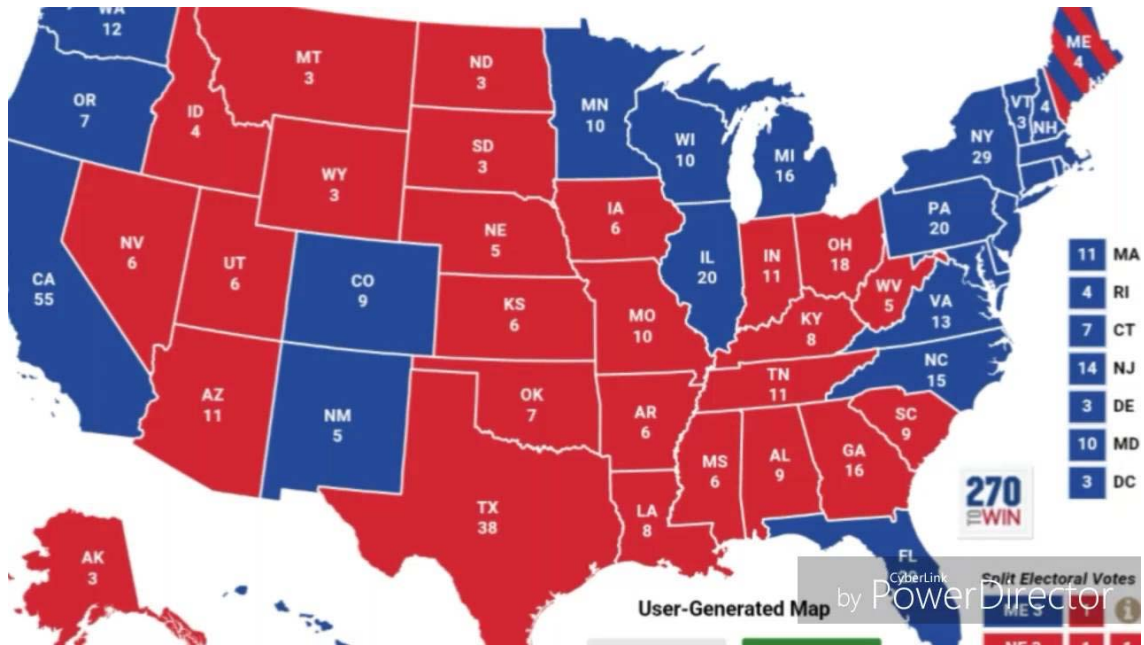 WA
12
MT
3
ND
3
ME
4
OR
7
ID
4
MN
10
VT
3
4
NH
SD
3
WI
10
MI
16
NY
29
WY
3
IA
6
PA
20
NE
5
NV
6
OH
18
IN
11
IL
20
UT
6
CA
55
CO
9
WV
5
VA
13
KS
6
MO
10
KY
8
NC
15
TN
11
AZ
11
NM
5
OK
7
AR
6
SC
9
MS
6
AL
9
GA
16
TX
38
LA
8
AK
3
FL
11 MA
4 RI
7 CT
14 NJ
3 DE
10 MD
3 DC
270
TO WIN
Split Electoral Votes
ME 3 1
User-Generated Map
by CyberLink
PowerDirector